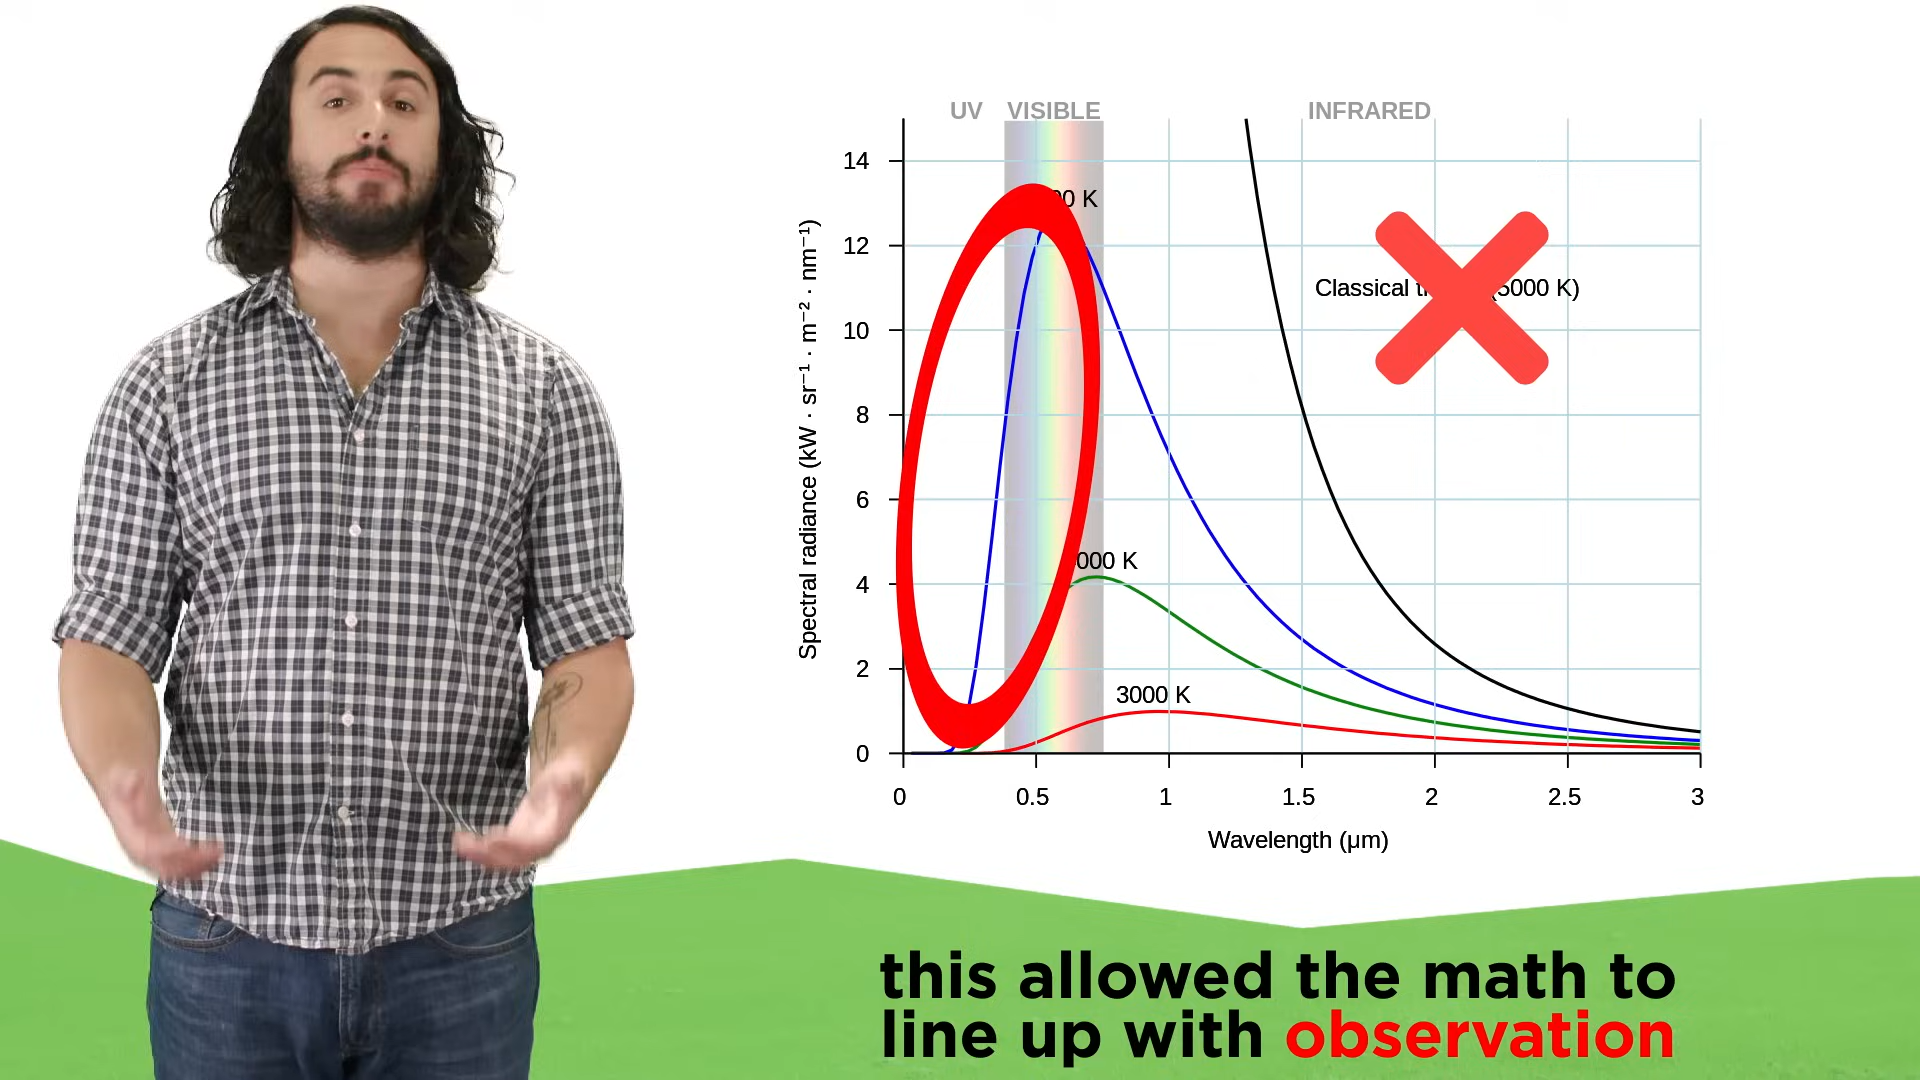 UV VISIBLE INFRARED
14
12
10
8
6
4
2
0
Spectral radiance (kW · sr⁻¹ · m⁻² · nm⁻¹)
00 K
Classical (5000 K)
000 K
3000 K
0 0.5 1 1.5 2 2.5 3
Wavelength (μm)
this allowed the math to
line up with observation